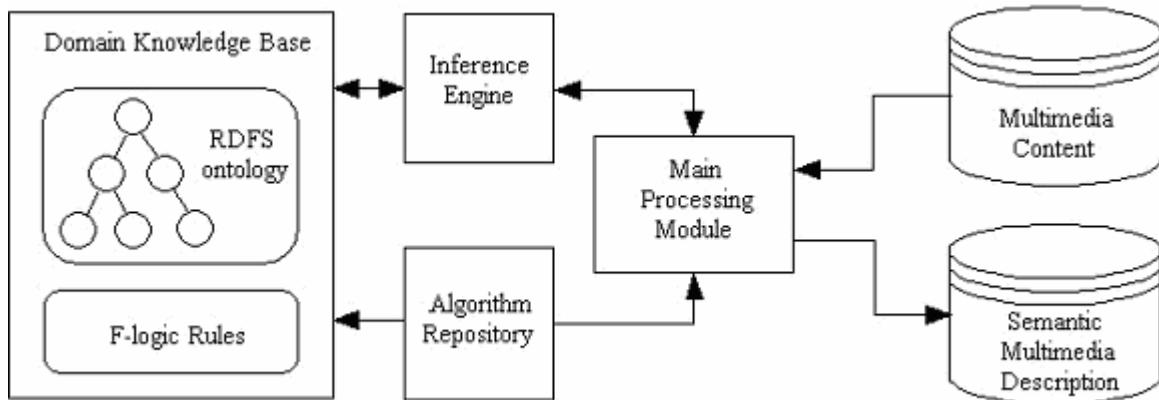 Domain Knowledge Base
RDFS
ontology
F-logic Rules
Inference
Engine
Algorithm
Repository
Main
Processing
Module
Multimedia
Content
Semantic
Multimedia
Description